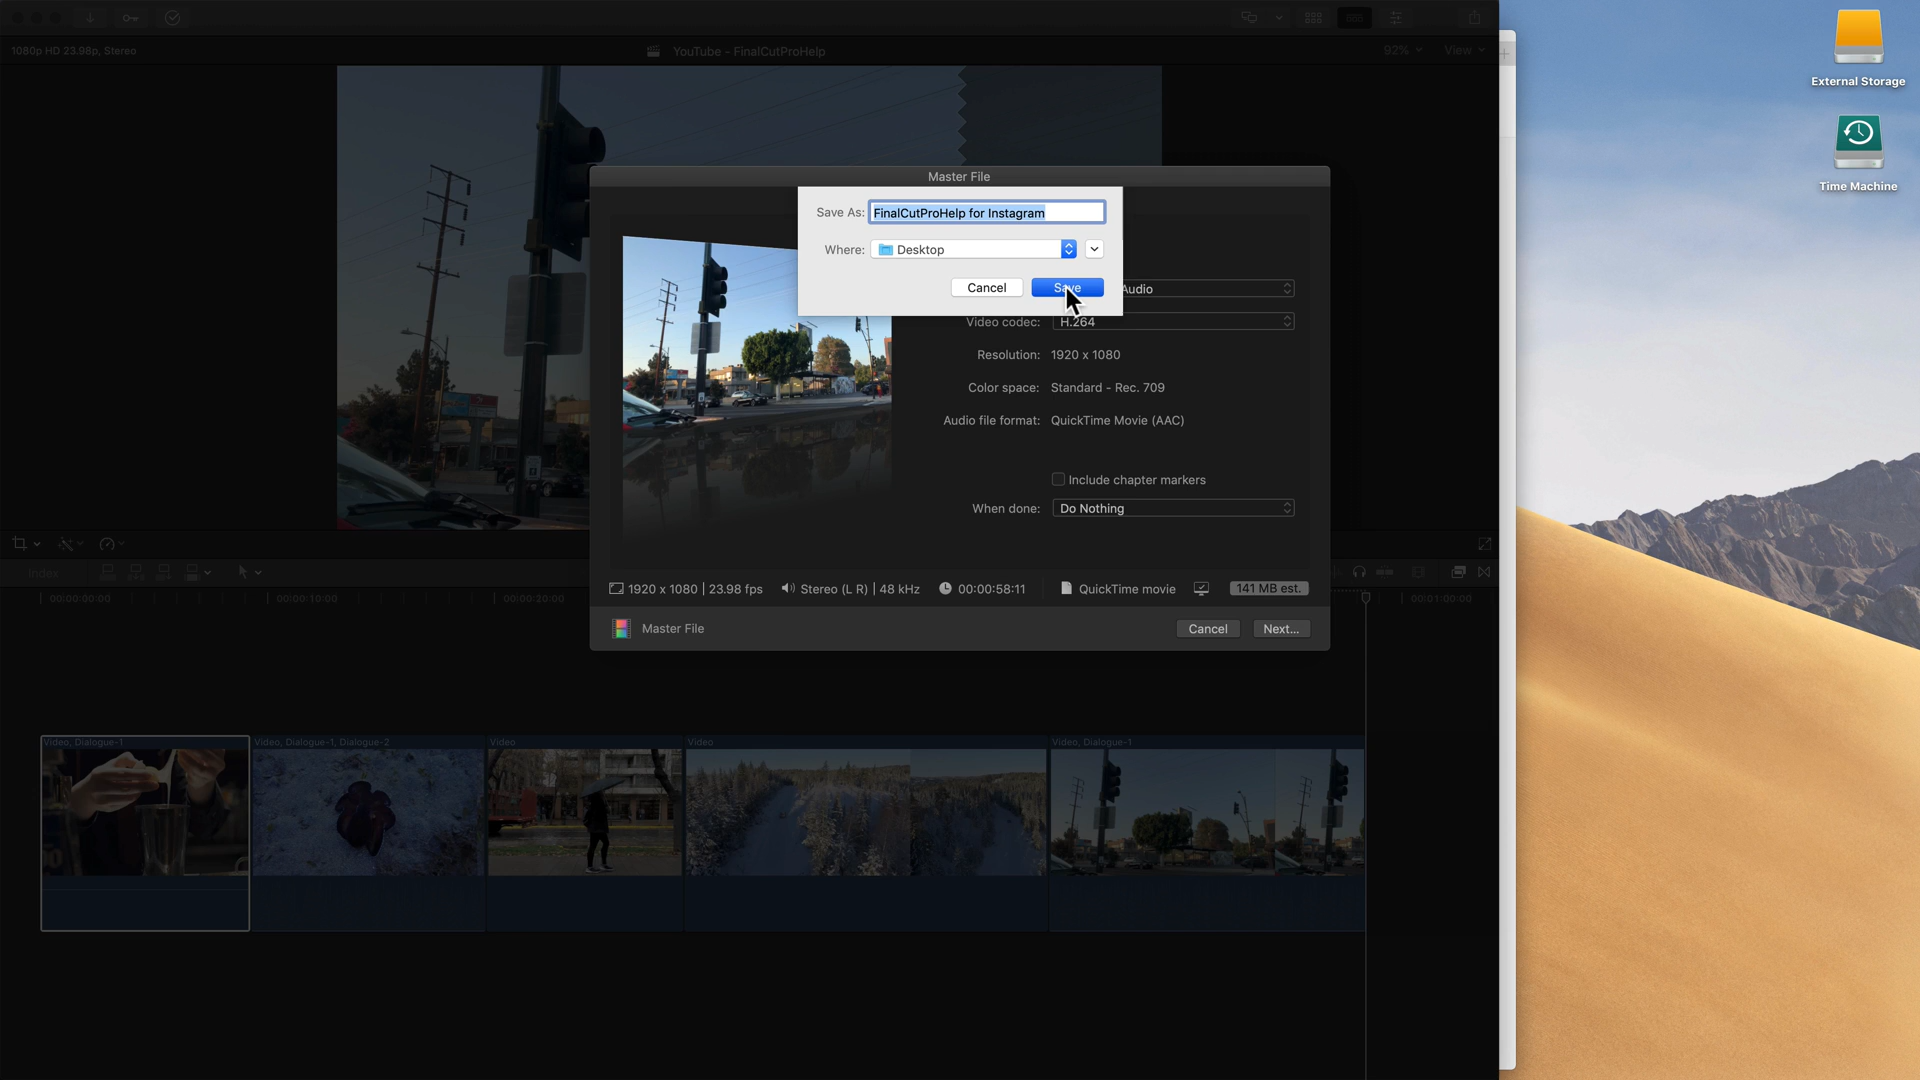 1080p HD 23.98p, Stereo
YouTube - FinalCutProHelp
92%
View
External Storage
Time Machine
Master File
Save As: FinalCutProHelp for Instagram
Where: Desktop
Cancel
Save
Audio
Video codec: H.264
Resolution: 1920 x 1080
Color space: Standard - Rec. 709
Audio file format: QuickTime Movie (AAC)
Include chapter markers
When done: Do Nothing
1920 x 1080 | 23.98 fps
Stereo (L R) | 48 kHz
00:00:58:11
QuickTime movie
141 MB est.
Master File
Cancel
Next...
Index
00:00:00:00
00:00:10:00
00:00:20:00
00:01:00:00
Video, Dialogue-1
Video, Dialogue-1, Dialogue-2
Video
Video
Video, Dialogue-1